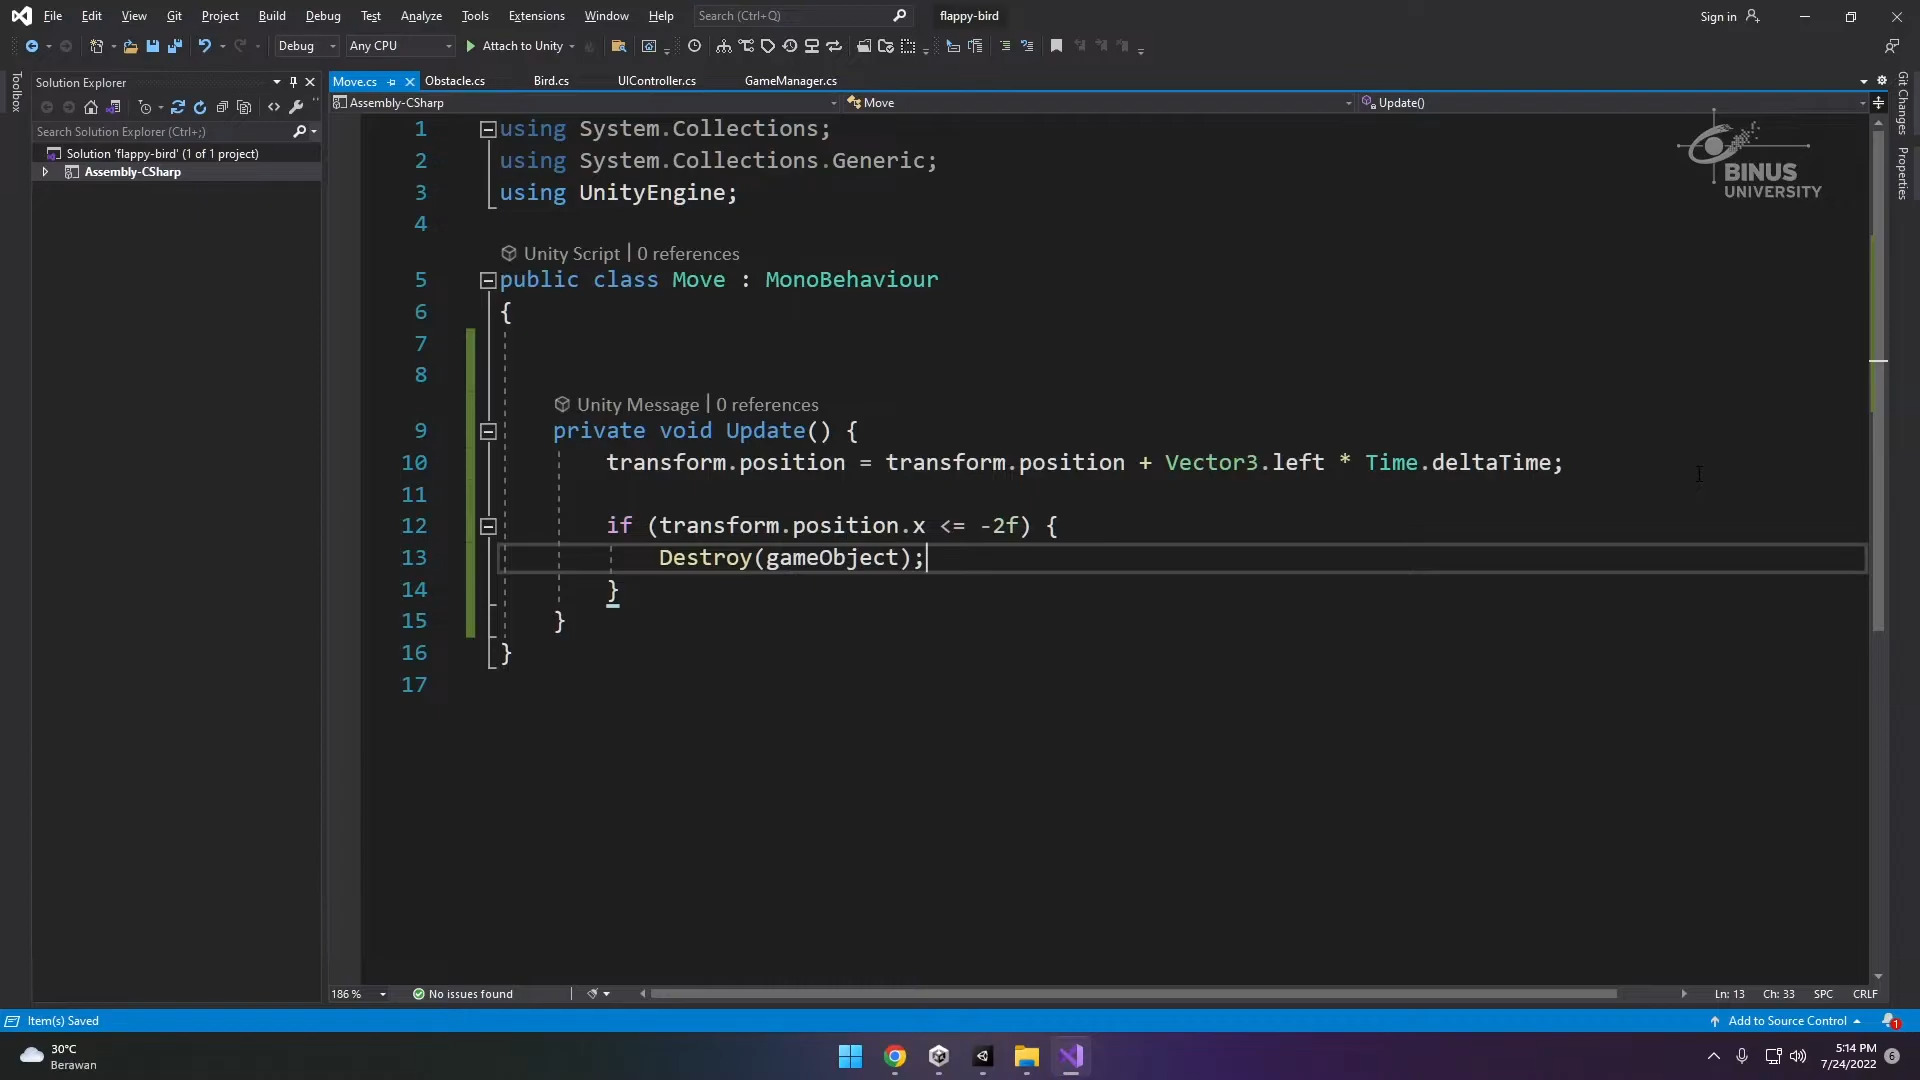 File Edit View Git Project Build Debug Test Analyze Tools Extensions Window Help Search (Ctrl+Q) flappy-bird Sign in
Debug Any CPU Attach to Unity
Toolbox
Solution Explorer
Search Solution Explorer (Ctrl+;)
Solution 'flappy-bird' (1 of 1 project)
Assembly-CSharp
Move.cs Obstacle.cs Bird.cs UIController.cs GameManager.cs
Assembly-CSharp Move Update()
1 using System.Collections;
2 using System.Collections.Generic;
3 using UnityEngine;
4
Unity Script | 0 references
5 public class Move : MonoBehaviour
6 {
7
8
Unity Message | 0 references
9 private void Update() {
10 transform.position = transform.position + Vector3.left * Time.deltaTime;
11
12 if (transform.position.x <= -2f) {
13 Destroy(gameObject);
14 }
15 }
16 }
17
BINUS
UNIVERSITY
Git Changes
Properties
186 % No issues found Ln: 13 Ch: 33 SPC CRLF
Item(s) Saved Add to Source Control 1
30°C
Berawan
5:14 PM
7/24/2022
6